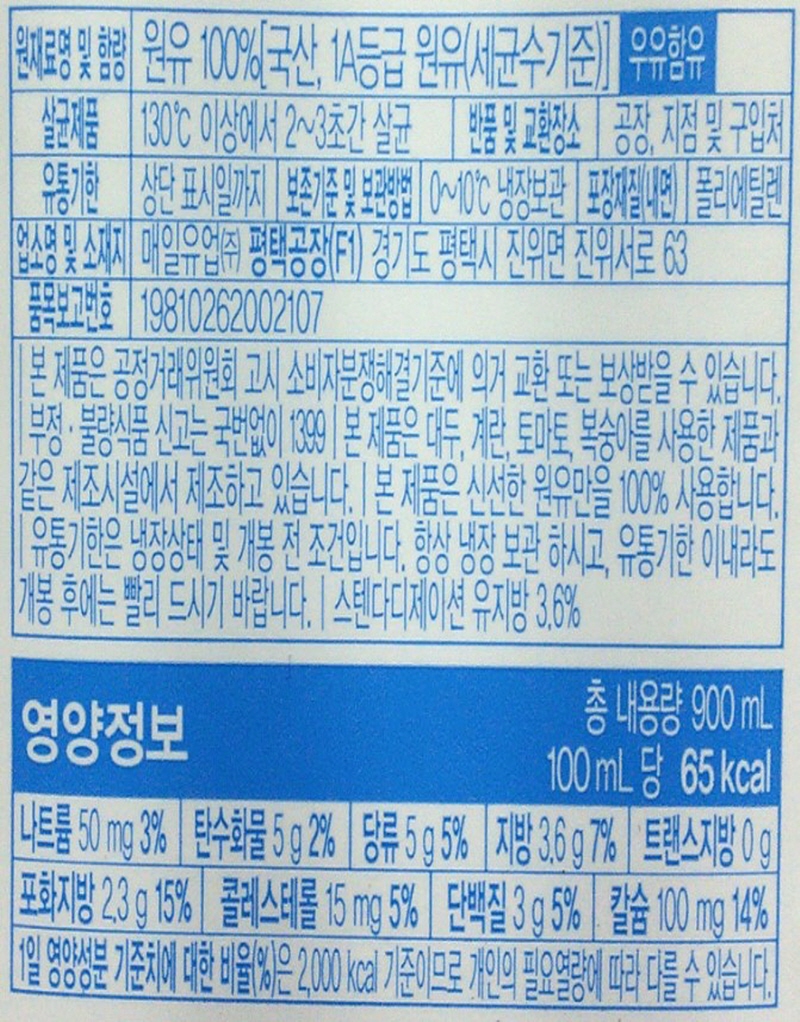 원재료명 및 함량 원유 100%[국산, 1A등급 원유(세균수기준)] 우유함유
살균제품 130℃ 이상에서 2~3초간 살균 반품 및 교환장소 공장, 지점 및 구입처
유통기한 상단 표시일까지 보존기준 및 보관방법 0~10℃ 냉장보관 포장재질(내면) 폴리에틸렌
업소명 및 소재지 매일유업㈜ 평택공장(F1) 경기도 평택시 진위면 진위서로 63
품목보고번호 19810262002107
| 본 제품은 공정거래위원회 고시 소비자분쟁해결기준에 의거 교환 또는 보상받을 수 있습니다.
| 부정·불량식품 신고는 국번없이 1399 | 본 제품은 대두, 계란, 토마토, 복숭아를 사용한 제품과
같은 제조시설에서 제조하고 있습니다. | 본 제품은 신선한 원유만을 100% 사용합니다.
| 유통기한은 냉장상태 및 개봉 전 조건입니다. 항상 냉장 보관 하시고, 유통기한 이내라도
개봉 후에는 빨리 드시기 바랍니다. | 스텐다디제이션 유지방 3.6%
영양정보 총 내용량 900 mL
100 mL 당 65 kcal
나트륨 50 mg 3% 탄수화물 5 g 2% 당류 5 g 5% 지방 3.6 g 7% 트랜스지방 0 g
포화지방 2.3 g 15% 콜레스테롤 15 mg 5% 단백질 3 g 5% 칼슘 100 mg 14%
1일 영양성분 기준치에 대한 비율(%)은 2,000 kcal 기준이므로 개인의 필요열량에 따라 다를 수 있습니다.